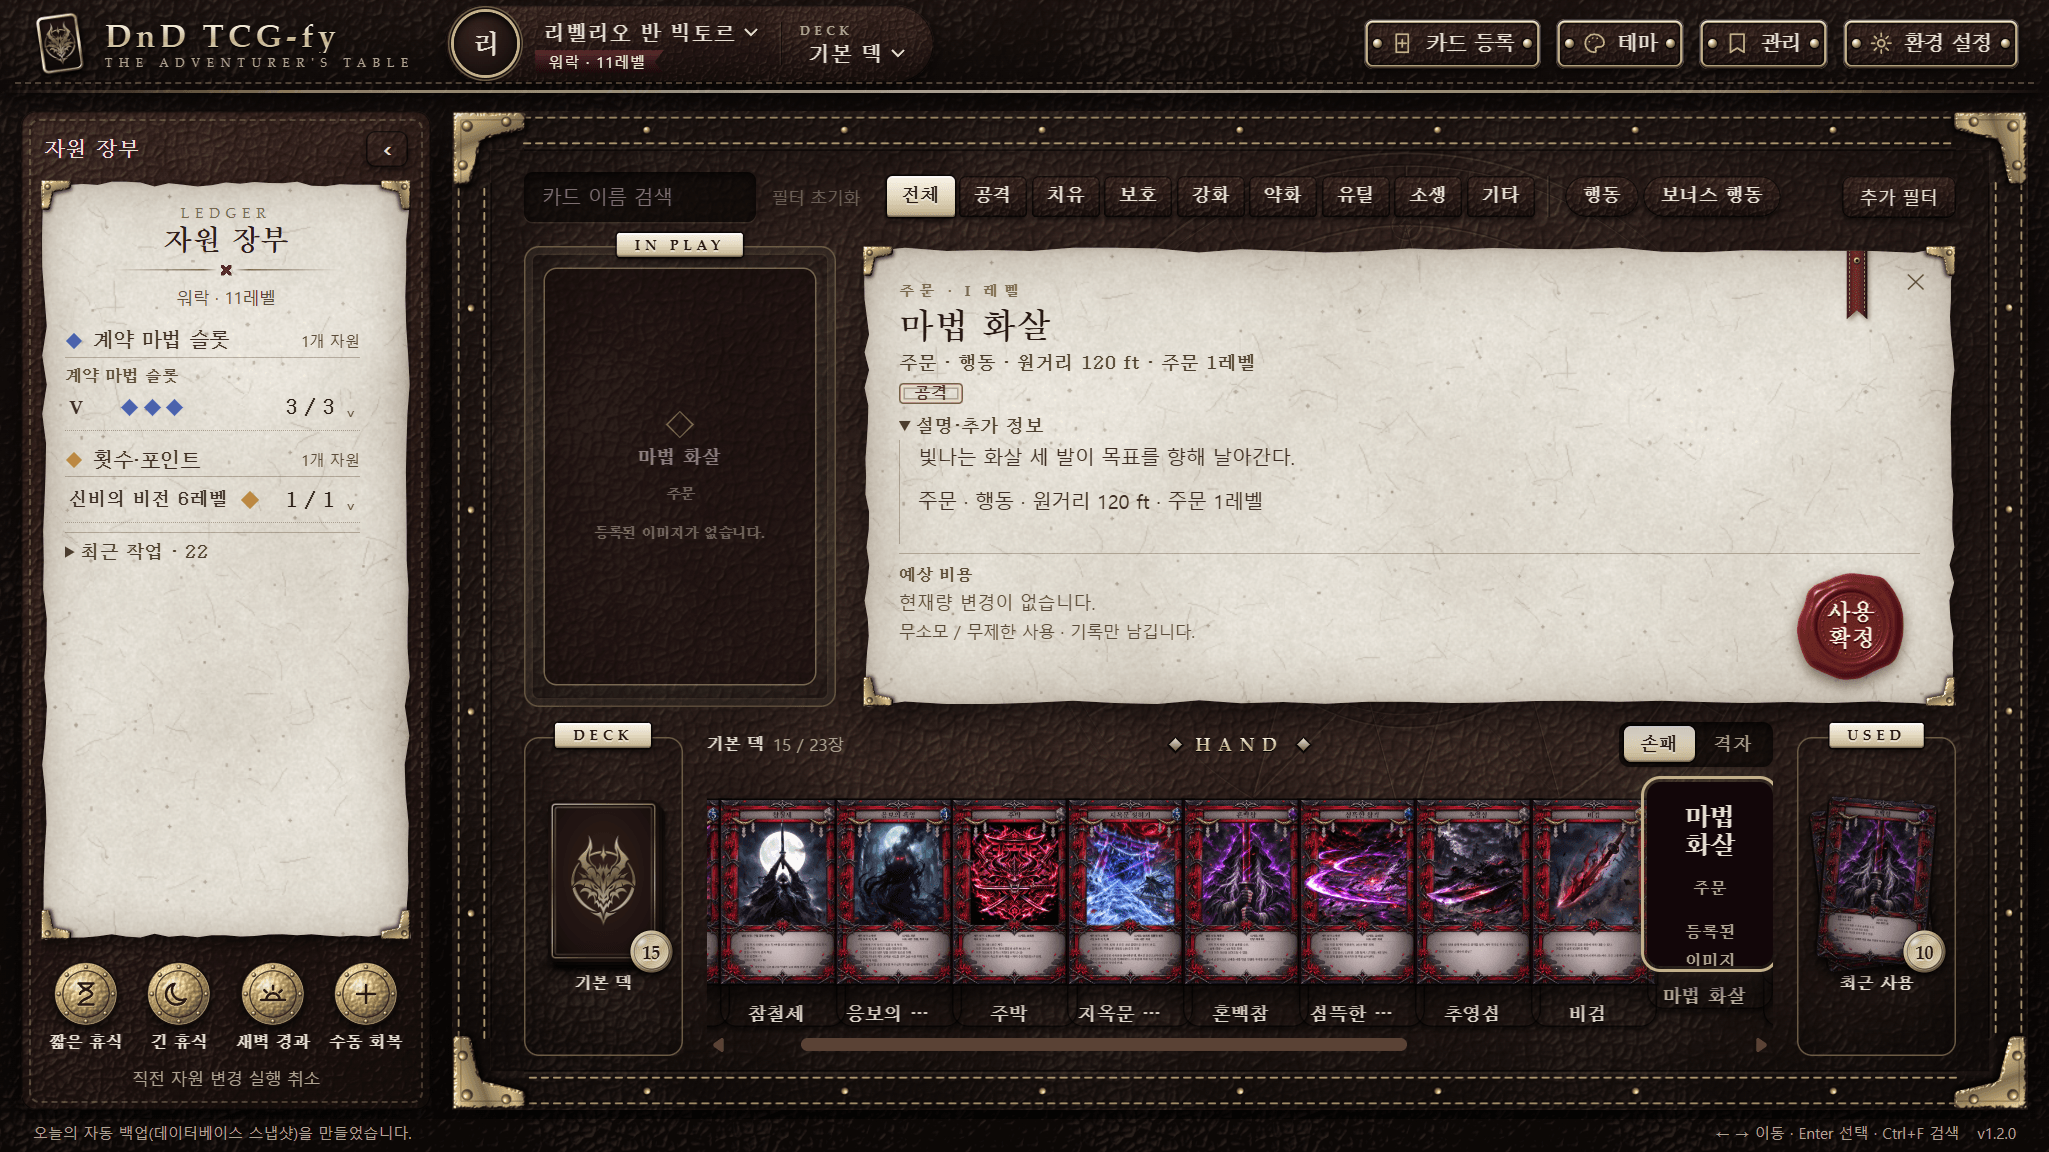 DnD TCG-fy
THE ADVENTURER'S TABLE
리
리벨리오 반 빅토르
워락 · 11레벨
DECK
기본 덱
카드 등록
테마
관리
환경 설정
자원 장부
LEDGER
자원 장부
워락 · 11레벨
계약 마법 슬롯 1개 자원
계약 마법 슬롯
V 3 / 3
횟수·포인트 1개 자원
신비의 비전 6레벨 1 / 1
최근 작업 · 22
짧은 휴식
긴 휴식
새벽 경과
수동 회복
직전 자원 변경 실행 취소
카드 이름 검색
필터 초기화
전체
공격
치유
보호
강화
약화
유틸
소생
기타
행동
보너스 행동
추가 필터
IN PLAY
마법 화살
주문
등록된 이미지가 없습니다.
주문 · 1 레벨
마법 화살
주문 · 행동 · 원거리 120 ft · 주문 1레벨
공격
설명·추가 정보
빛나는 화살 세 발이 목표를 향해 날아간다.
주문 · 행동 · 원거리 120 ft · 주문 1레벨
예상 비용
현재량 변경이 없습니다.
무소모 / 무제한 사용 · 기록만 남깁니다.
사용
확정
DECK
15
기본 덱
기본 덱 15 / 23장
HAND
손패
격자
참철세
응보의 ···
주박
지옥문 ···
혼백참
섬뜩한 ···
추영섬
비검
마법
화살
주문
등록된
이미지
마법 화살
USED
10
최근 사용
오늘의 자동 백업(데이터베이스 스냅샷)을 만들었습니다.
← → 이동 · Enter 선택 · Ctrl+F 검색 v1.2.0